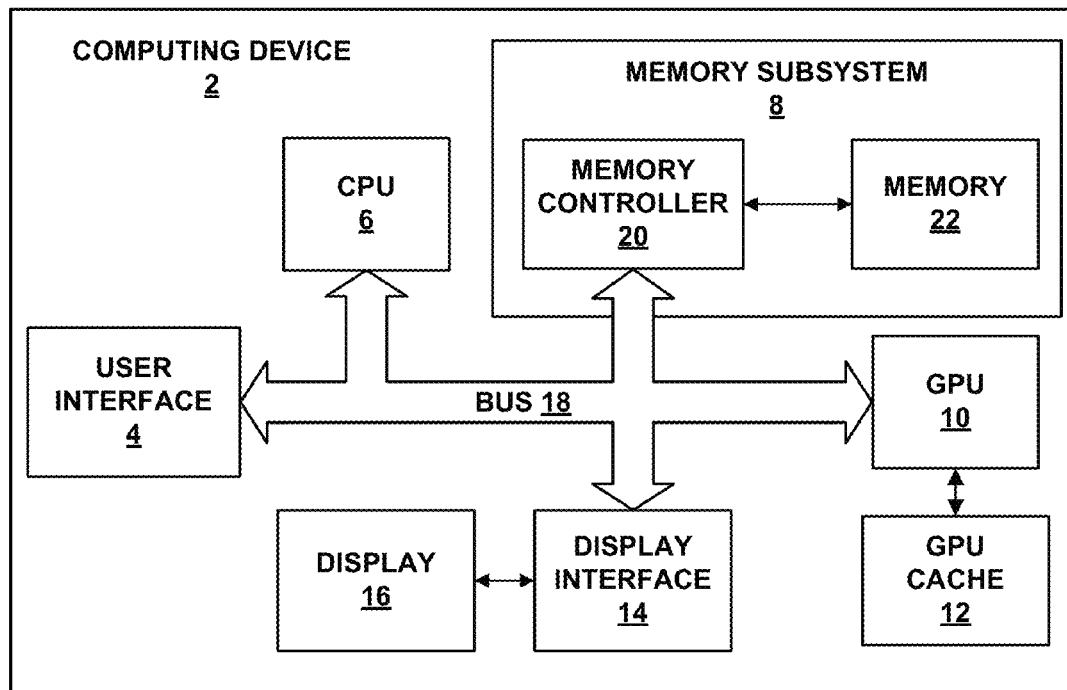 COMPUTING DEVICE
2
MEMORY SUBSYSTEM
8
CPU
6
MEMORY
CONTROLLER
20
MEMORY
22
USER
INTERFACE
4
BUS 18
GPU
10
DISPLAY
16
DISPLAY
INTERFACE
14
GPU
CACHE
12